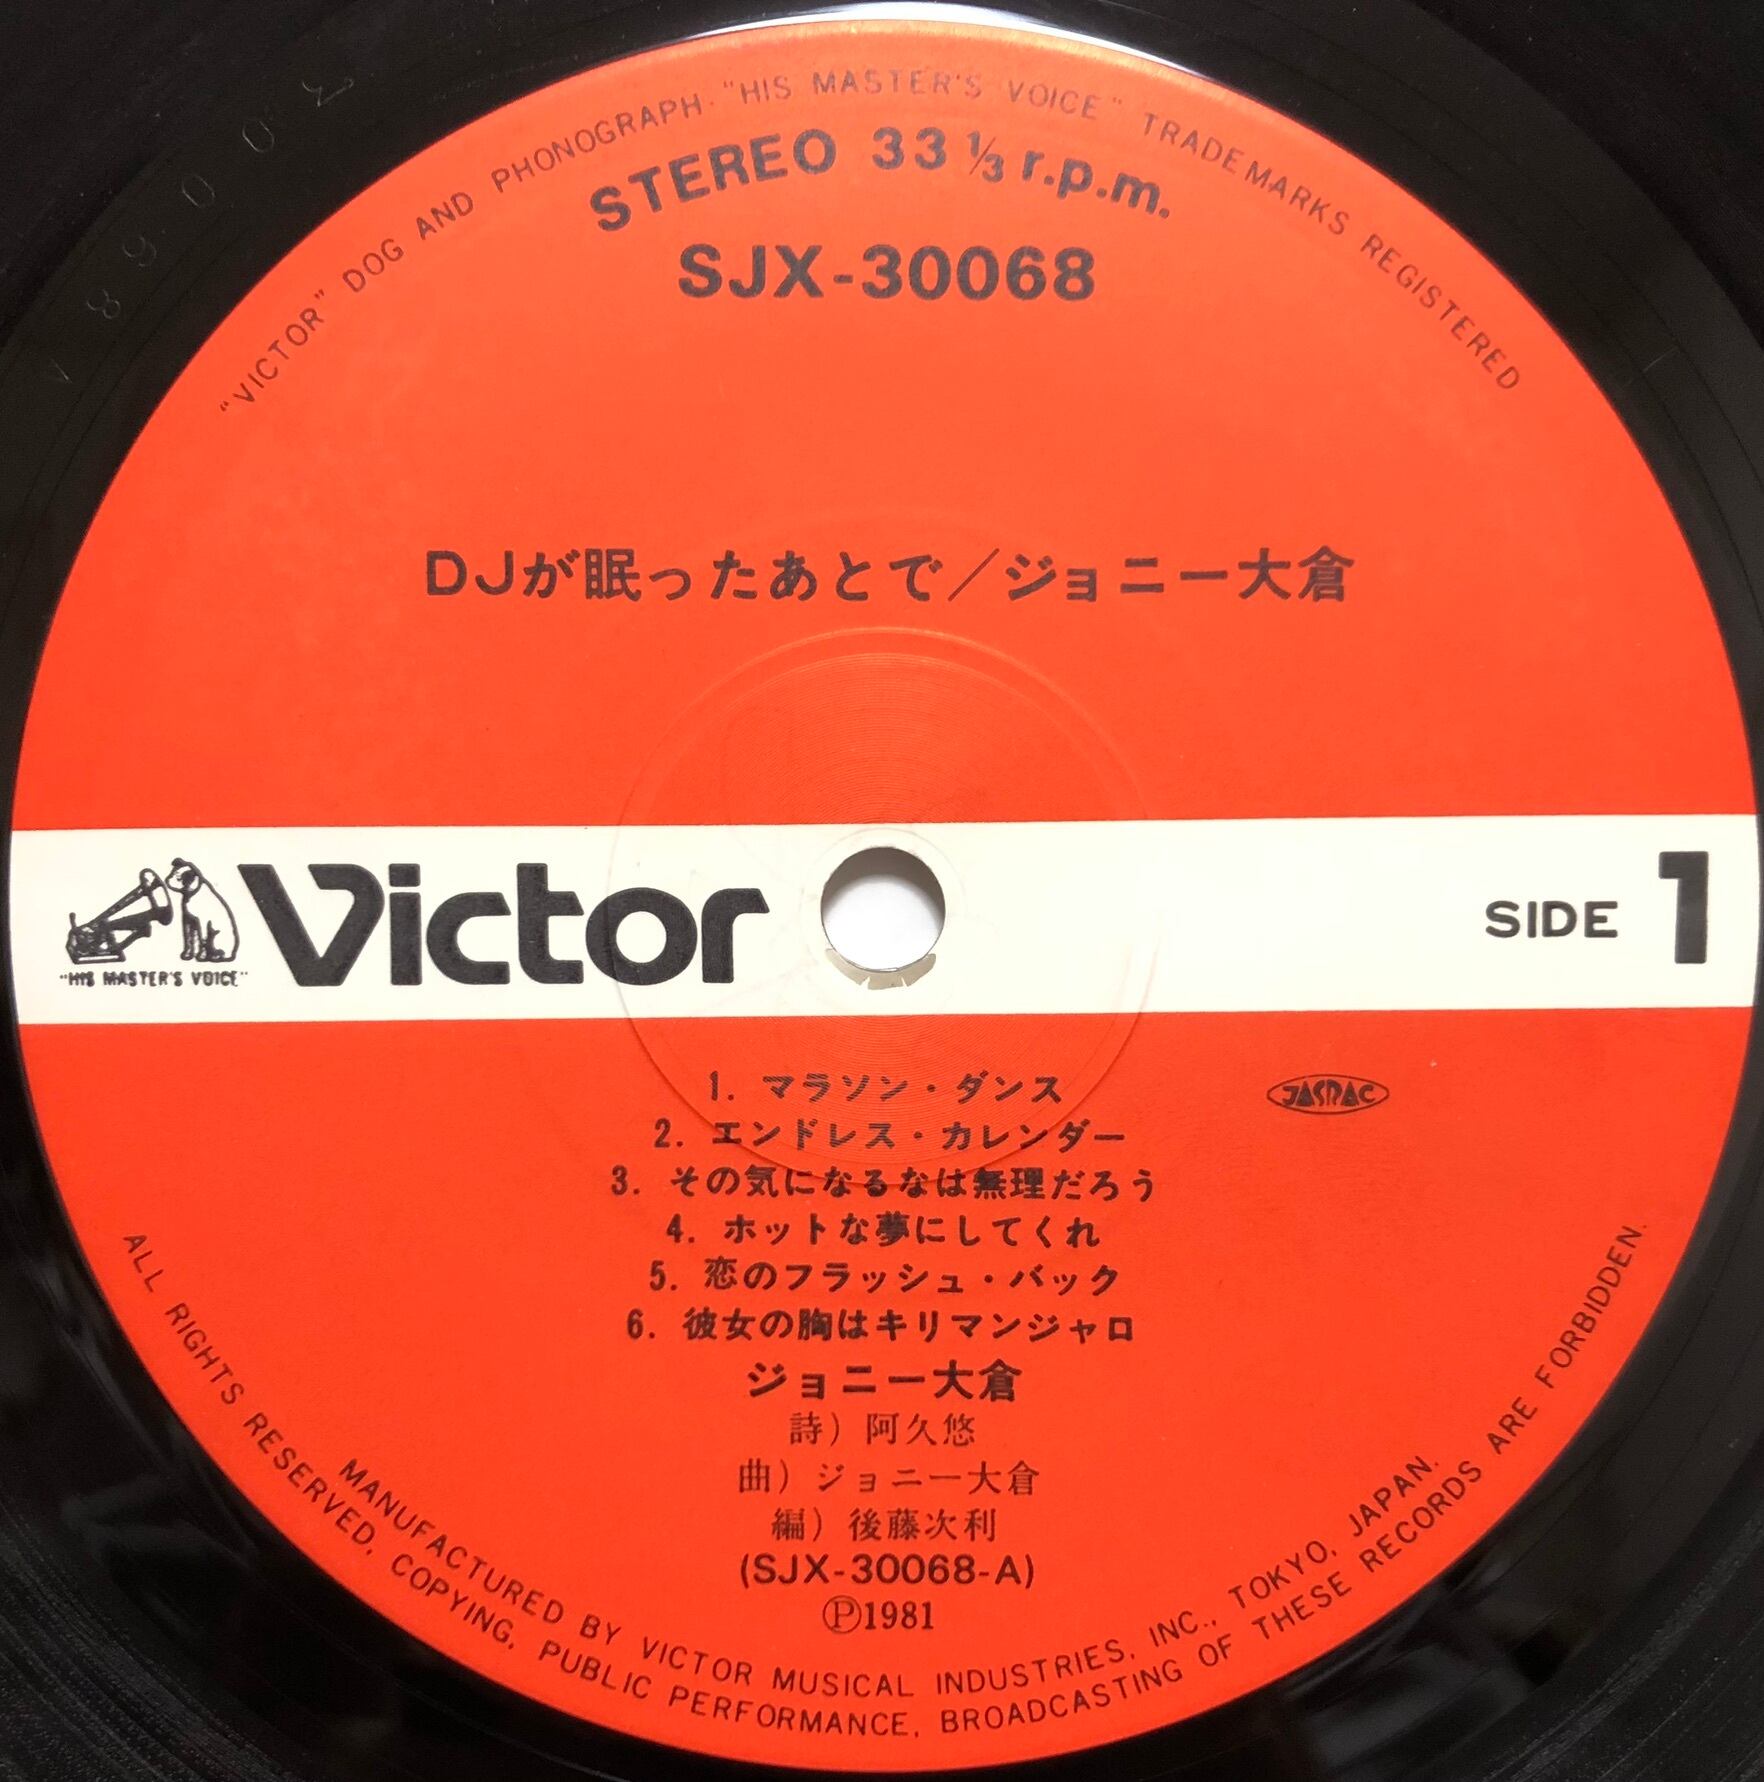 "VICTOR" DOG AND PHONOGRAPH · "HIS MASTER'S VOICE" TRADE MARKS REGISTERED
STEREO 33 1/3 r.p.m.
SJX-30068
DJが眠ったあとで／ジョニー大倉
Victor
"HIS MASTER'S VOICE"
SIDE 1
JASRAC
1. マラソン・ダンス
2. エンドレス・カレンダー
3. その気になるなは無理だろう
4. ホットな夢にしてくれ
5. 恋のフラッシュ・バック
6. 彼女の胸はキリマンジャロ
ジョニー大倉
詩) 阿久悠
曲) ジョニー大倉
編) 後藤次利
(SJX-30068-A)
Ⓟ1981
MANUFACTURED BY VICTOR MUSICAL INDUSTRIES, INC., TOKYO, JAPAN.
ALL RIGHTS RESERVED, COPYING, PUBLIC PERFORMANCE, BROADCASTING OF THESE RECORDS ARE FORBIDDEN.